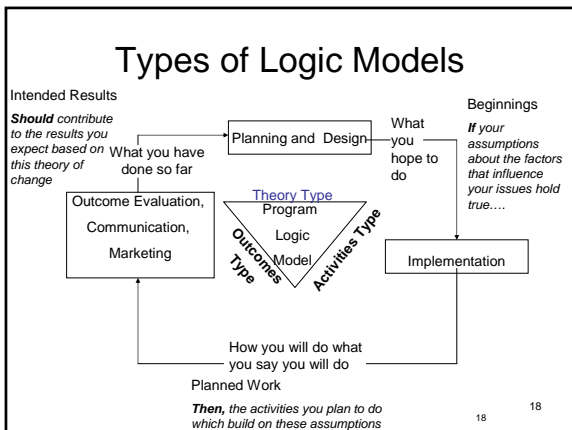 Types of Logic Models
Intended Results
Should contribute
to the results you
expect based on
this theory of
change
What you have
done so far
Planning and Design
What
you
hope to
do
Beginnings
If your
assumptions
about the factors
that influence
your issues hold
true….
Outcome Evaluation,
Communication,
Marketing
Theory Type
Program
Logic
Model
Outcomes
Type
Activities Type
Implementation
How you will do what
you say you will do
Planned Work
Then, the activities you plan to do
which build on these assumptions
18
18